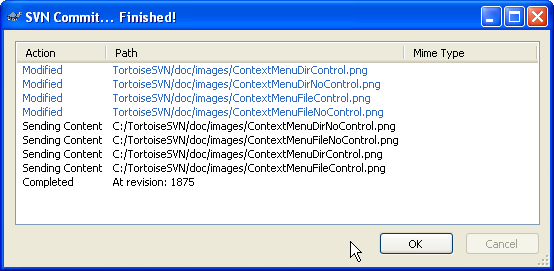 SVN Commit... Finished!
Action Path Mime Type
Modified TortoiseSVN/doc/images/ContextMenuDirControl.png
Modified TortoiseSVN/doc/images/ContextMenuDirNoControl.png
Modified TortoiseSVN/doc/images/ContextMenuFileControl.png
Modified TortoiseSVN/doc/images/ContextMenuFileNoControl.png
Sending Content C:/TortoiseSVN/doc/images/ContextMenuDirNoControl.png
Sending Content C:/TortoiseSVN/doc/images/ContextMenuFileNoControl.png
Sending Content C:/TortoiseSVN/doc/images/ContextMenuDirControl.png
Sending Content C:/TortoiseSVN/doc/images/ContextMenuFileControl.png
Completed At revision: 1875
OK Cancel